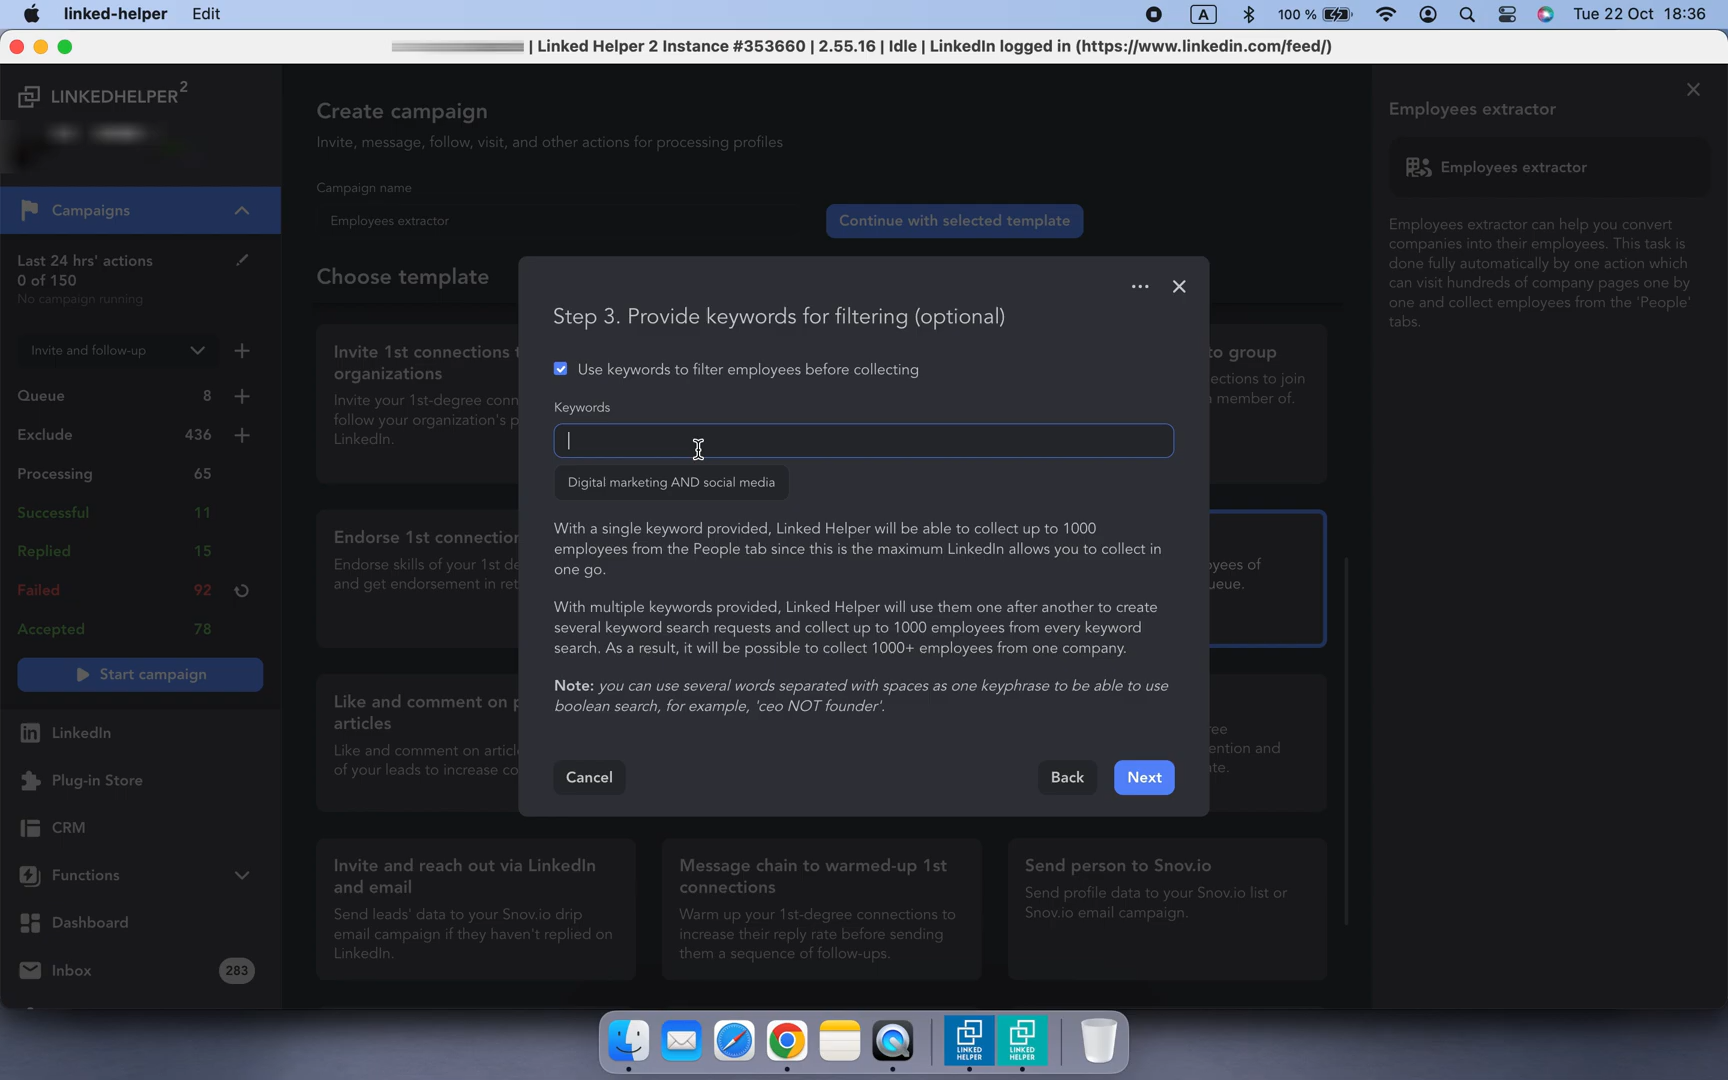 linked-helper Edit
A 100 % Tue 22 Oct 18:36
| Linked Helper 2 Instance #353660 | 2.55.16 | Idle | LinkedIn logged in (https://www.linkedin.com/feed/)
LINKEDHELPER 2
Campaigns
Last 24 hrs' actions
0 of 150
No campaign running
Invite and follow-up
Queue 8
Exclude 436
Processing 65
Successful 11
Replied 15
Failed 92
Accepted 78
Start campaign
LinkedIn
Plug-in Store
CRM
Functions
Dashboard
Inbox 283
Create campaign
Invite, message, follow, visit, and other actions for processing profiles
Campaign name
Employees extractor
Continue with selected template
Choose template
Invite 1st connections
organizations
Invite your 1st-degree conn
follow your organization's p
LinkedIn.
to group
ections to join
member of.
Endorse 1st connection
Endorse skills of your 1st de
and get endorsement in ret
yees of
ueue.
Like and comment on p
articles
Like and comment on articl
of your leads to increase co
ree
ention and
te.
Invite and reach out via LinkedIn
and email
Send leads' data to your Snov.io drip
email campaign if they haven't replied on
LinkedIn.
Message chain to warmed-up 1st
connections
Warm up your 1st-degree connections to
increase their reply rate before sending
them a sequence of follow-ups.
Send person to Snov.io
Send profile data to your Snov.io list or
Snov.io email campaign.
Step 3. Provide keywords for filtering (optional)
Use keywords to filter employees before collecting
Keywords
Digital marketing AND social media
With a single keyword provided, Linked Helper will be able to collect up to 1000
employees from the People tab since this is the maximum LinkedIn allows you to collect in
one go.
With multiple keywords provided, Linked Helper will use them one after another to create
several keyword search requests and collect up to 1000 employees from every keyword
search. As a result, it will be possible to collect 1000+ employees from one company.
Note: you can use several words separated with spaces as one keyphrase to be able to use
boolean search, for example, 'ceo NOT founder'.
Cancel
Back
Next
Employees extractor
Employees extractor
Employees extractor can help you convert
companies into their employees. This task is
done fully automatically by one action which
can visit hundreds of company pages one by
one and collect employees from the 'People'
tabs.
LINKED
HELPER
LINKED
HELPER